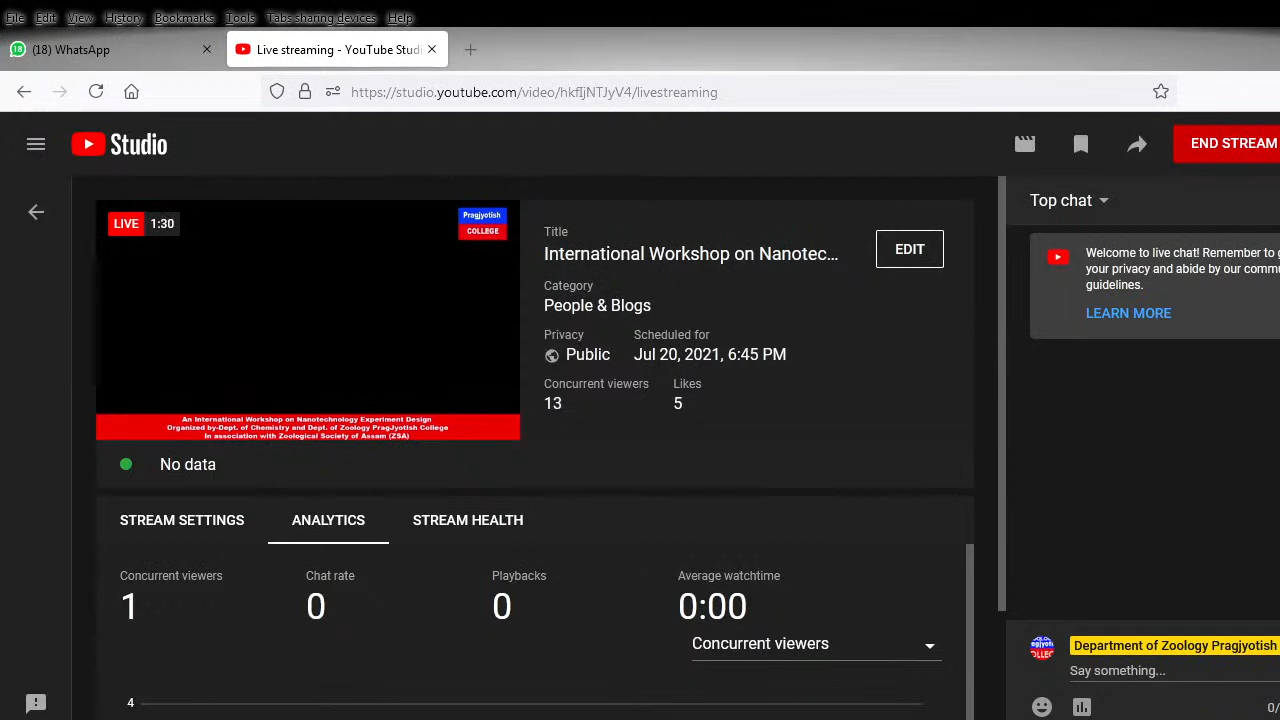 File Edit View History Bookmarks Tools Tabs sharing devices Help
18 (18) WhatsApp
Live streaming - YouTube Studi
https://studio.youtube.com/video/hkfIjNTJyV4/livestreaming
Studio
END STREAM
LIVE 1:30
Pragjyotish
COLLEGE
An International Workshop on Nanotechnology Experiment Design
Organized by-Dept. of Chemistry and Dept. of Zoology PragJyotish College
In association with Zoological Society of Assam (ZSA)
Title
International Workshop on Nanotec...
EDIT
Category
People & Blogs
Privacy Scheduled for
Public Jul 20, 2021, 6:45 PM
Concurrent viewers Likes
13 5
No data
STREAM SETTINGS ANALYTICS STREAM HEALTH
Concurrent viewers Chat rate Playbacks Average watchtime
1 0 0 0:00
Concurrent viewers
4
Top chat
Welcome to live chat! Remember to g
your privacy and abide by our commu
guidelines.
LEARN MORE
Department of Zoology Pragjyotish
Say something...
0/